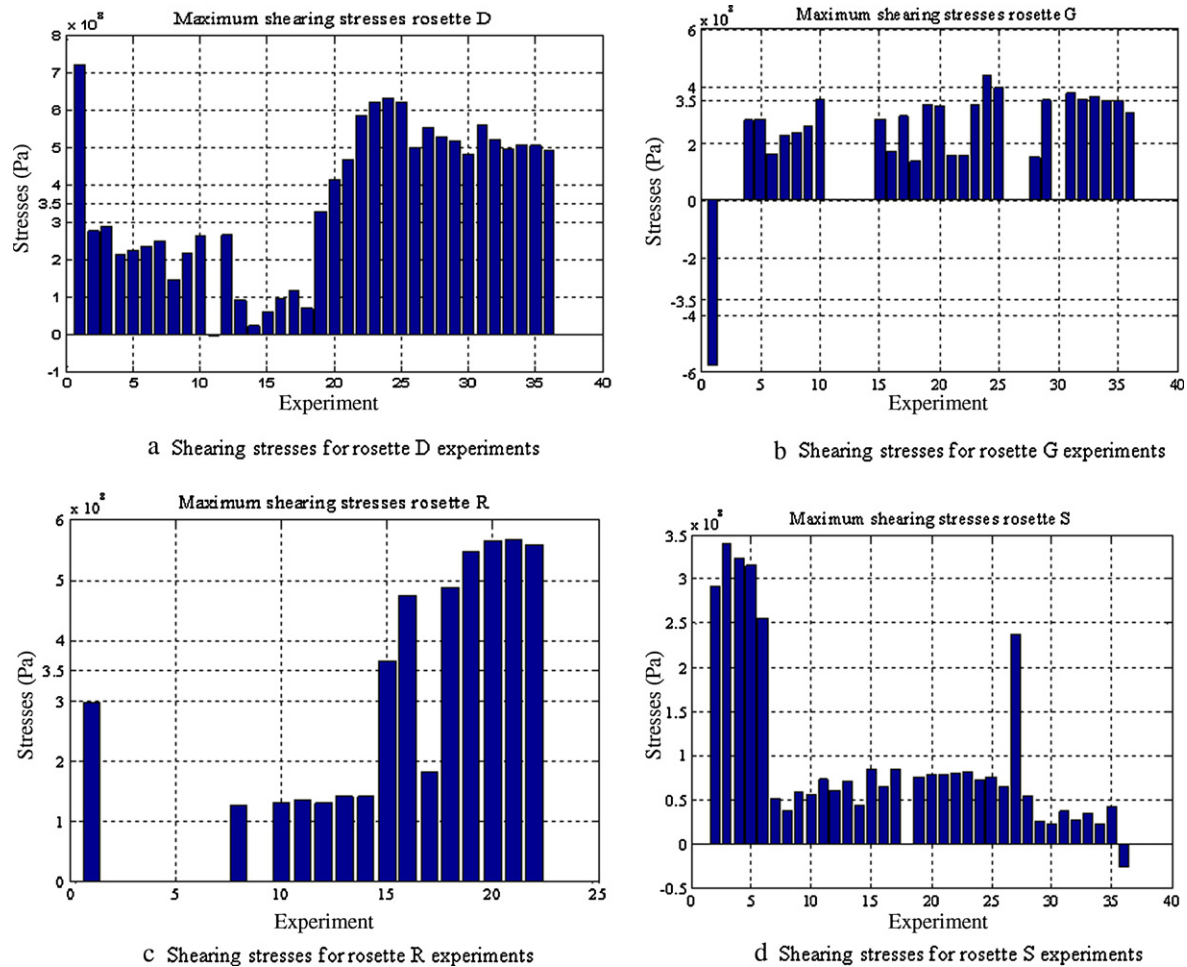 Maximum shearing stresses rosette D
x 10^8
8
7
6
5
4
3.5
3
2
1
0
-1
0 5 10 15 20 25 30 35 40
Stresses (Pa)
Experiment
a Shearing stresses for rosette D experiments
Maximum shearing stresses rosette G
x 10^8
6
4
3.5
2
0
-2
-3.5
-4
-6
0 5 10 15 20 25 30 35 40
Stresses (Pa)
Experiment
b Shearing stresses for rosette G experiments
Maximum shearing stresses rosette R
x 10^8
6
5
4
3.5
3
2
1
0
0 5 10 15 20 25
Stresses (Pa)
Experiment
c Shearing stresses for rosette R experiments
Maximum shearing stresses rosette S
x 10^8
3.5
3
2.5
2
1.5
1
0.5
0
-0.5
0 5 10 15 20 25 30 35 40
Stresses (Pa)
Experiment
d Shearing stresses for rosette S experiments